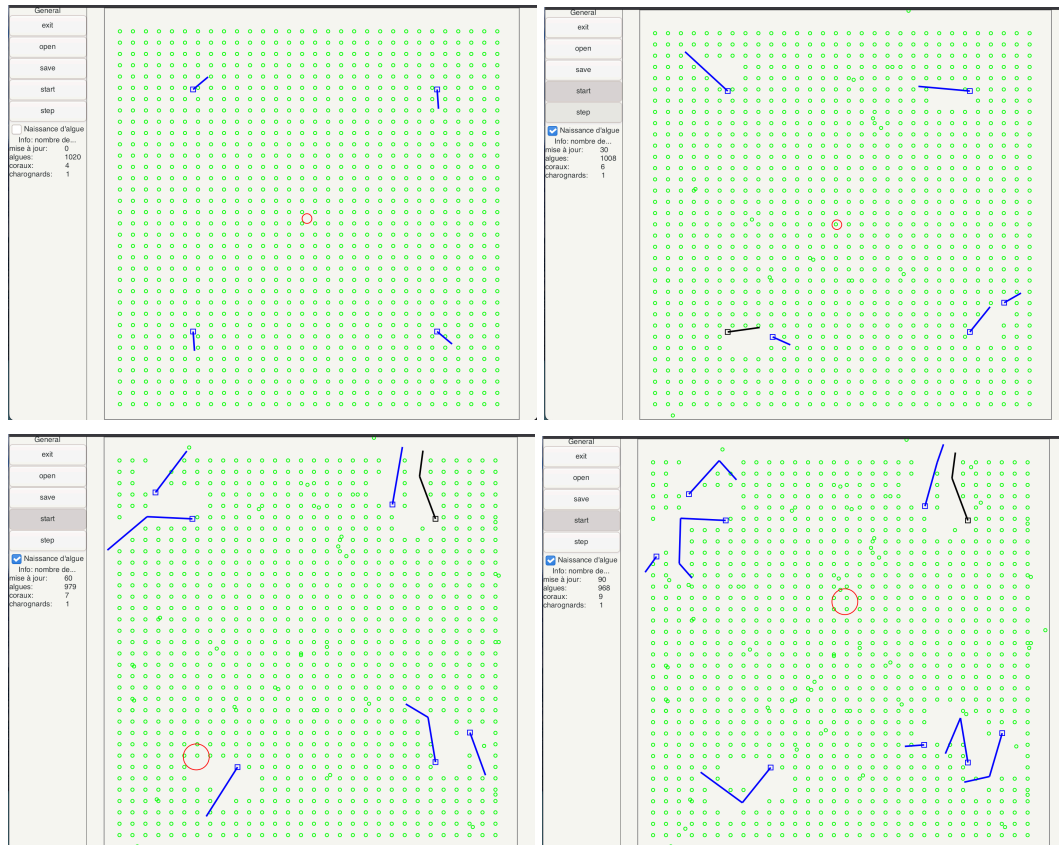 General
exit
open
save
start
step
Naissance d'algue
Info: nombre de...
mise à jour: 0
algues: 1020
coraux: 4
charognards: 1
General
exit
open
save
start
step
Naissance d'algue
Info: nombre de...
mise à jour: 30
algues: 1008
coraux: 6
charognards: 1
General
exit
open
save
start
step
Naissance d'algue
Info: nombre de...
mise à jour: 60
algues: 979
coraux: 7
charognards: 1
General
exit
open
save
start
step
Naissance d'algue
Info: nombre de...
mise à jour: 90
algues: 968
coraux: 9
charognards: 1